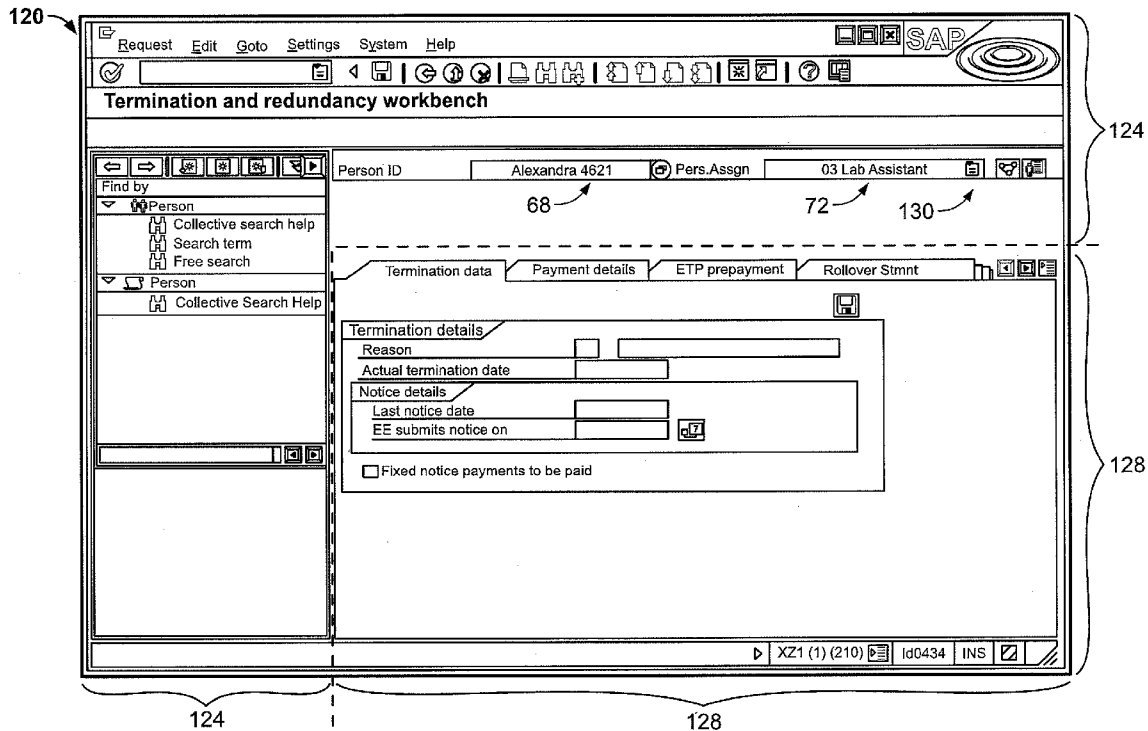 120
Request Edit Goto Settings System Help
SAP
Termination and redundancy workbench
124
Person ID Alexandra 4621 Pers.Assgn 03 Lab Assistant
68 72 130
Find by
Person
Collective search help
Search term
Free search
Person
Collective Search Help
Termination data Payment details ETP prepayment Rollover Stmnt
Termination details
Reason
Actual termination date
Notice details
Last notice date
EE submits notice on
7
Fixed notice payments to be paid
128
XZ1 (1) (210) Id0434 INS
124 128